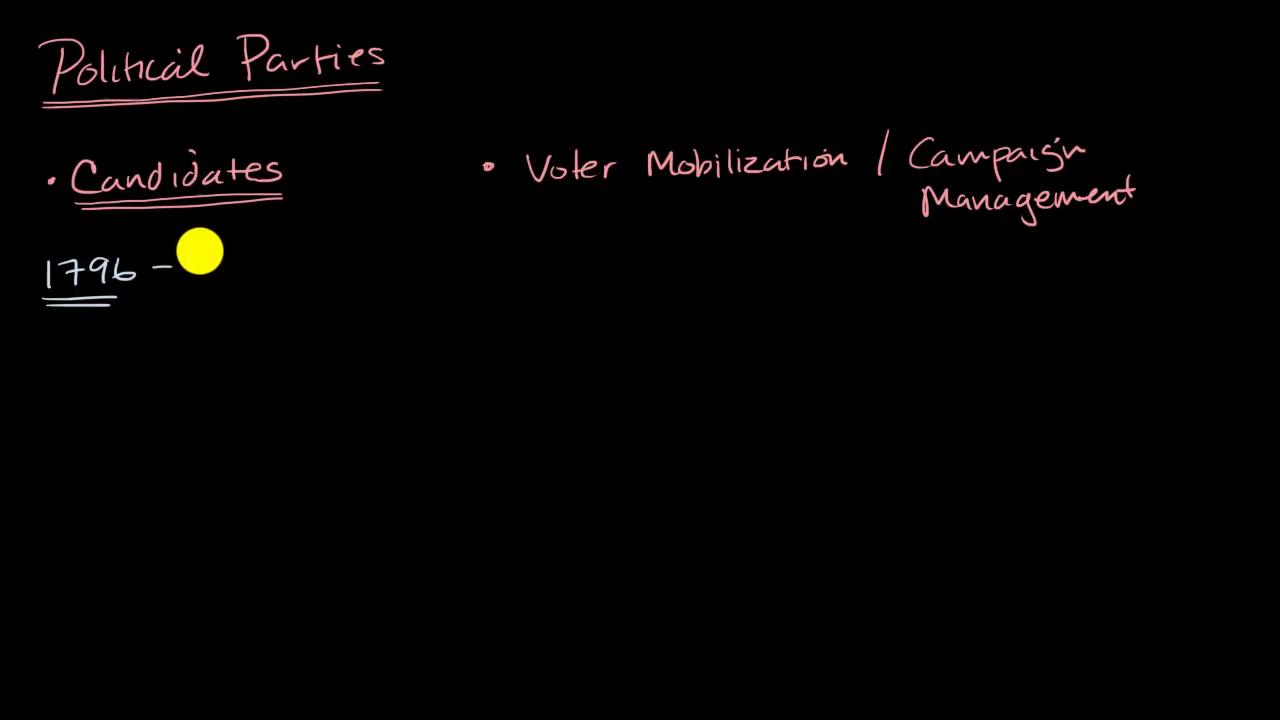 Political Parties
• Candidates
• Voter Mobilization / Campaign
Management
1796 –